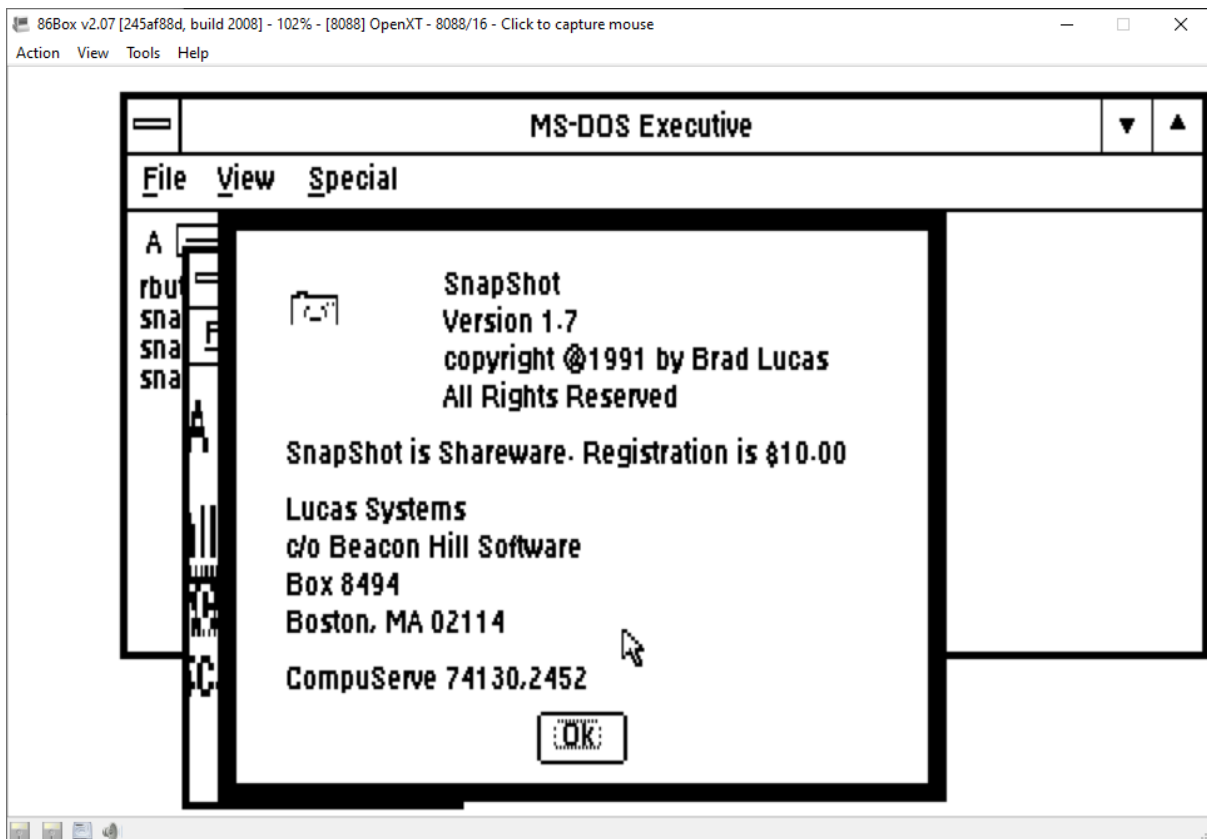 86Box v2.07 [245af88d, build 2008] - 102% - [8088] OpenXT - 8088/16 - Click to capture mouse
Action View Tools Help
MS-DOS Executive
File View Special
A
SnapShot
Version 1.7
copyright @1991 by Brad Lucas
All Rights Reserved
SnapShot is Shareware. Registration is $10.00
Lucas Systems
c/o Beacon Hill Software
Box 8494
Boston, MA 02114
CompuServe 74130,2452
Ok